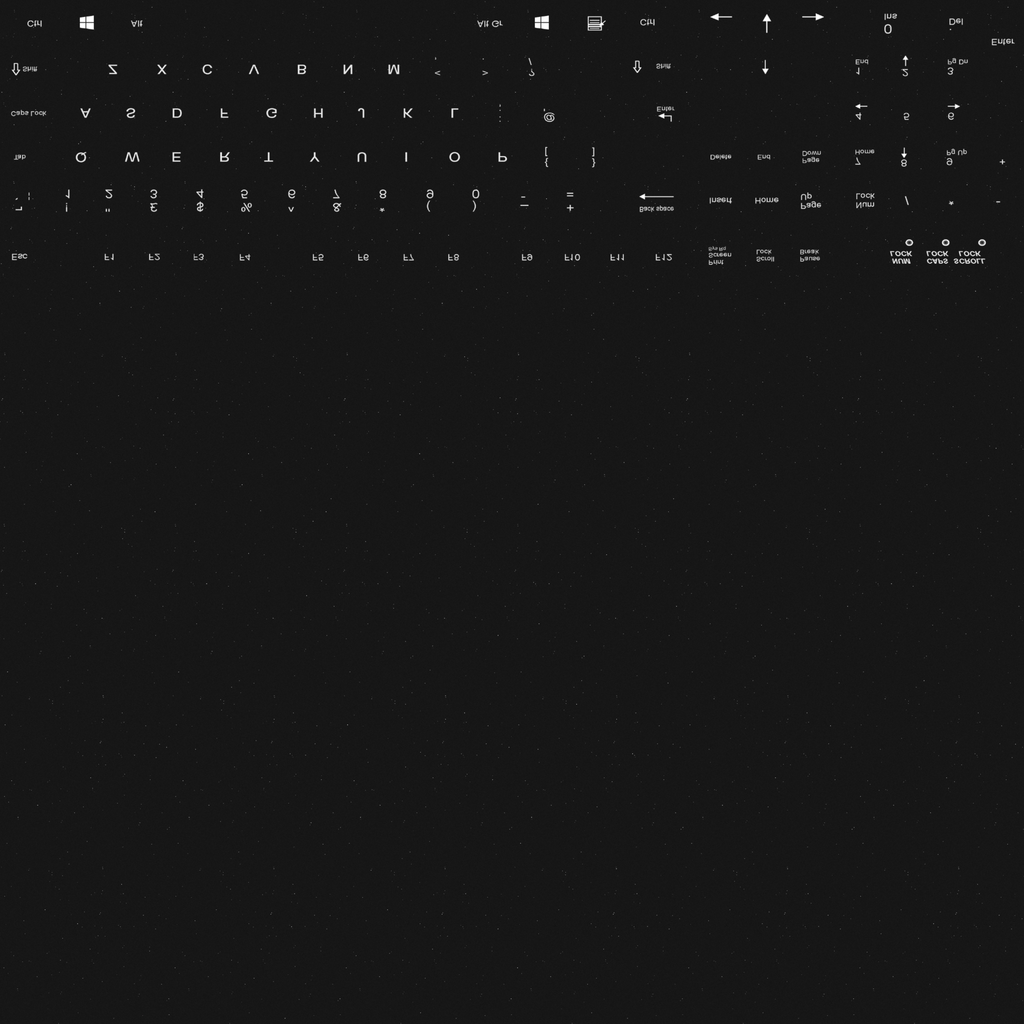 Esc F1 F2 F3 F4 F5 F6 F7 F8 F9 F10 F11 F12
Print
Screen
Sys Rq
Scroll
Lock
Pause
Break
NUM CAPS SCROLL
LOCK LOCK LOCK
¬ ! " £ $ % ^ & * ( ) _ +
` ¦ 1 2 3 4 5 6 7 8 9 0 - =
Back space
Insert Home
Page
Up
Num
Lock
/ * -
Tab Q W E R T Y U I O P
{ }
[ ]
Delete End
Page
Down
7 8 9 +
Home Pg Up
Caps Lock A S D F G H J K L
: @
; '
Enter
4 5 6
Shift Z X C V B N M
< > ?
, . /
Shift
1 2 3
End Pg Dn
Enter
Ctrl Alt Alt Gr Ctrl
0 .
Ins Del